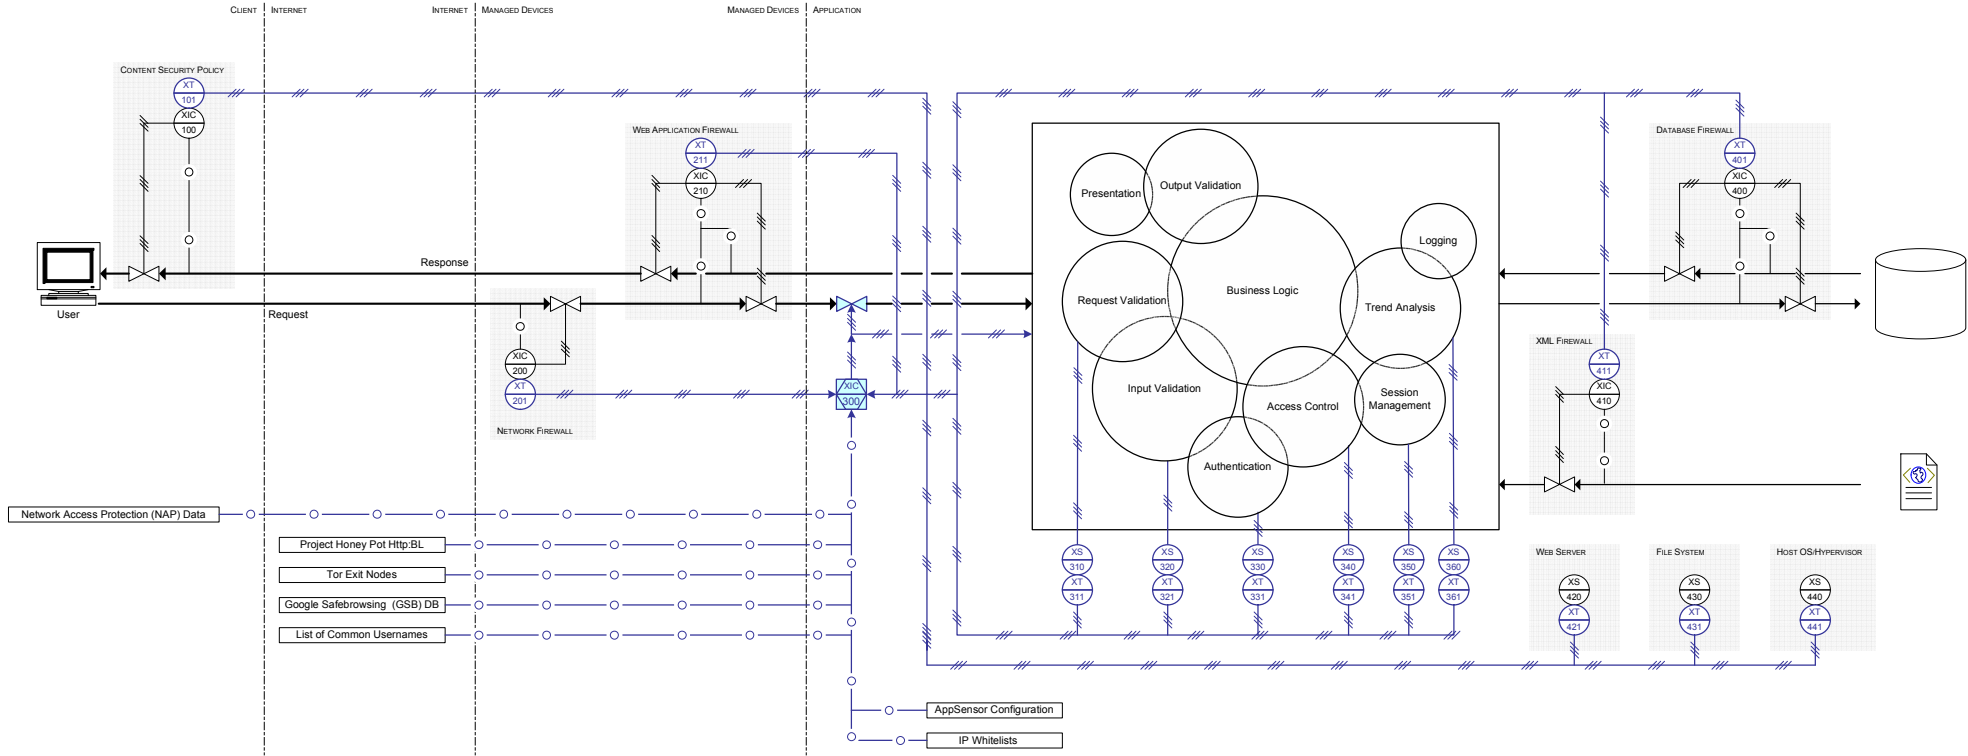 CLIENT
INTERNET
INTERNET
MANAGED DEVICES
MANAGED DEVICES
APPLICATION
CONTENT SECURITY POLICY
XT
101
XIC
100
WEB APPLICATION FIREWALL
XT
211
XIC
210
DATABASE FIREWALL
XT
401
XIC
400
Presentation
Output Validation
Logging
Response
Request Validation
Business Logic
Trend Analysis
User
Request
XIC
200
XT
201
NETWORK FIREWALL
XIC
300
Input Validation
Access Control
Session
Management
Authentication
XML FIREWALL
XT
411
XIC
410
Network Access Protection (NAP) Data
Project Honey Pot Http:BL
Tor Exit Nodes
Google Safebrowsing (GSB) DB
List of Common Usernames
XS
310
XT
311
XS
320
XT
321
XS
330
XT
331
XS
340
XT
341
XS
350
XT
351
XS
360
XT
361
WEB SERVER
XS
420
XT
421
FILE SYSTEM
XS
430
XT
431
HOST OS/HYPERVISOR
XS
440
XT
441
AppSensor Configuration
IP Whitelists